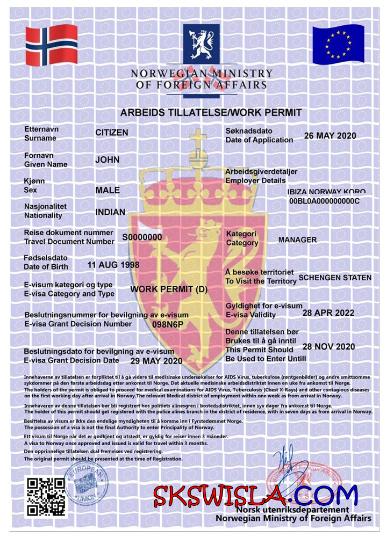 NORWEGIAN MINISTRY
OF FOREIGN AFFAIRS
ARBEIDS TILLATELSE/WORK PERMIT
Etternavn
Surname
CITIZEN
Søknadsdato
Date of Application
26 MAY 2020
Fornavn
Given Name
JOHN
Arbeidsgiverdetaljer
Employer Details
IBIZA NORWAY KORO
00BL0A000000000C
Kjønn
Sex
MALE
Nasjonalitet
Nationality
INDIAN
Reise dokument nummer
Travel Document Number
S0000000
Kategori
Category
MANAGER
Fødselsdato
Date of Birth
11 AUG 1998
Å besøke territoriet
To Visit the Territory
SCHENGEN STATEN
E-visum kategori og type
E-visa Category and Type
WORK PERMIT (D)
Gyldighet for e-visum
E-visa Validity
28 APR 2022
Beslutningsnummer for bevilgning av e-visum
E-visa Grant Decision Number
098N6P
Denne tillatelsen bør
Brukes til å gå inntil
This Permit Should
Be Used to Enter Untill
28 NOV 2020
Beslutningsdato for bevilgning av e-visum
E-visa Grant Decision Date
29 MAY 2020
Innehaverne av tillatelsen er forpliktet til å gå videre til medisinske undersøkelser for AIDS Virus, tuberkulose (røntgenbilder) og andre smittsomme
sykdommer på den første arbeidsdag etter ankomst til Norge. Det aktuelle medisinske arbeidsdistriktet innen en uke fra ankomst til Norge.
The holders of the permit is obliged to proceed for medical examinations for AIDS Virus, Tuberculosis (Chest X-Rays) and other contagious diseases
on the first working day after arrival in Norway.The relevant Medical district of employment within one week as from arrival in Norway.
Innehaverne av denne tillatelsen bør bli registrert hos politiets allonegren i bostedsdistriktet, innen syv dager fra ankomst til Norge.
The holder of this permit should get registered with the police alines branch in the district of residence, with in seven days as from arrival in Norway.
Besittelse av visum er ikke den endelige myndighets til å komme inn i Fyrstedømmet Norge.
The possession of a visa is not the final Authority to enter Principality of Norway.
Ett visum til Norge når det er godkjent og utstedt, er gyldig for reiser innen 3 måneder.
A visa to Norway once approved and issued is valid for travel within 3 months.
Den opprinnelige tillatelsen skal fremvises ved registrering.
The original permit should be presented at the time of Registration.
SKSWISLA.COM
Norsk utenriksdepartement
Norwegian Ministry of Foreign Affairs